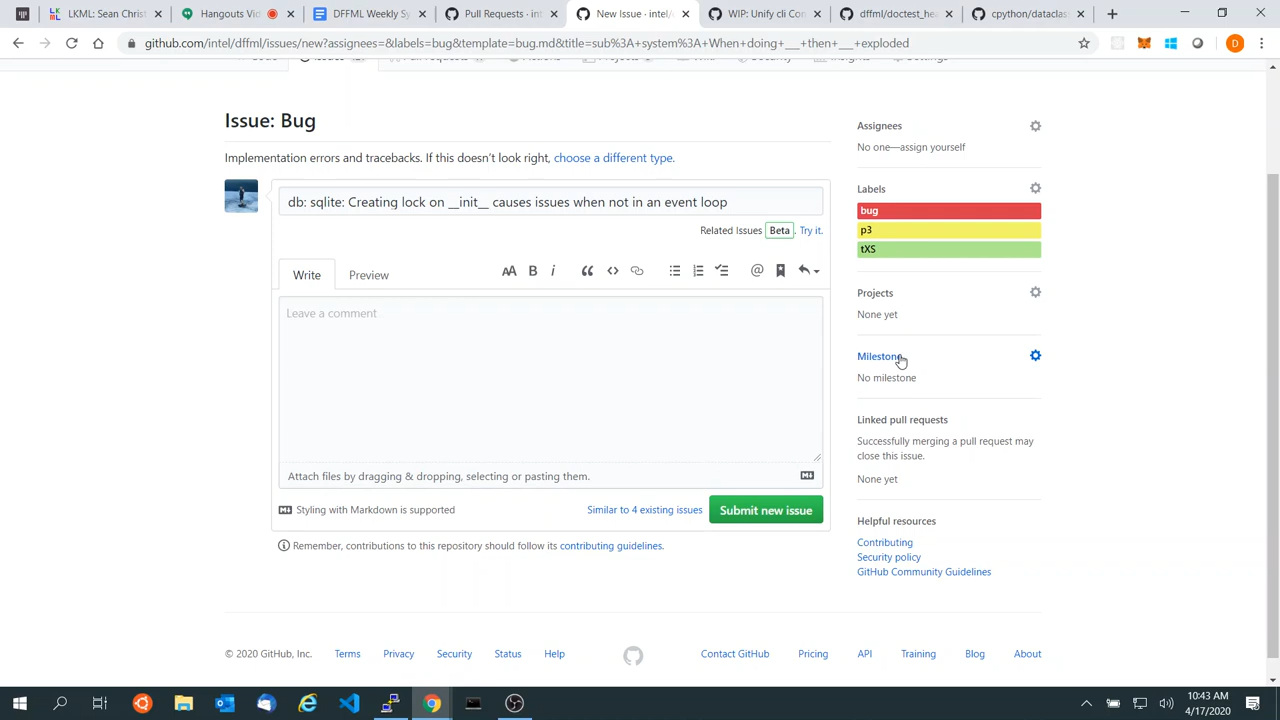 LKML: Sean Chris
Hangouts Vid
DFFML Weekly Sy
Pull Requests · int
New Issue · intel/
WIP: Unify cli Con
dffml/doctest_he
cpython/dataclas
github.com/intel/dffml/issues/new?assignees=&labels=bug&template=bug.md&title=sub%3A+system%3A+When+doing+___+then+___+exploded
D
Issue: Bug
Implementation errors and tracebacks. If this doesn't look right, choose a different type.
db: sqlite: Creating lock on __init__ causes issues when not in an event loop
Related Issues Beta. Try it.
Write
Preview
Leave a comment
Attach files by dragging & dropping, selecting or pasting them.
Styling with Markdown is supported
Similar to 4 existing issues
Submit new issue
Remember, contributions to this repository should follow its contributing guidelines.
Assignees
No one—assign yourself
Labels
bug
p3
tXS
Projects
None yet
Milestone
No milestone
Linked pull requests
Successfully merging a pull request may
close this issue.
None yet
Helpful resources
Contributing
Security policy
GitHub Community Guidelines
© 2020 GitHub, Inc.
Terms
Privacy
Security
Status
Help
Contact GitHub
Pricing
API
Training
Blog
About
10:43 AM
4/17/2020